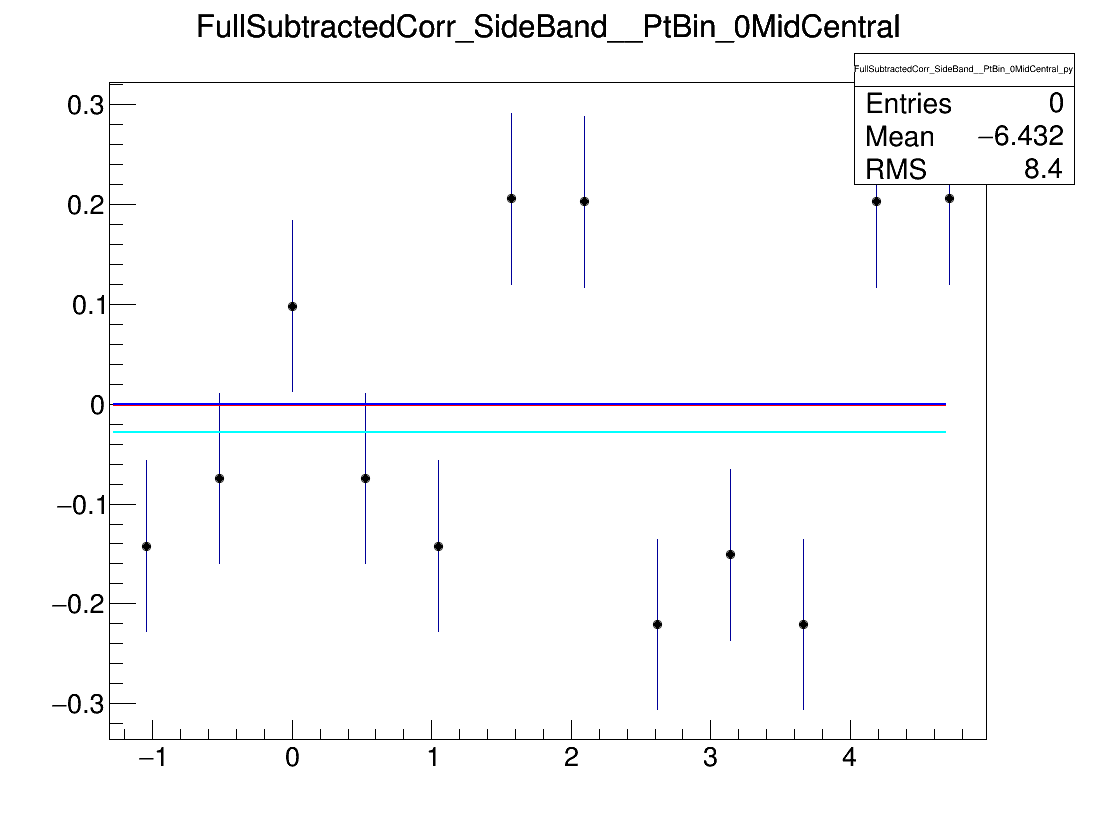 FullSubtractedCorr_SideBand__PtBin_0MidCentral
FullSubtractedCorr_SideBand__PtBin_0MidCentral_py
Entries 0
Mean −6.432
RMS 8.4
0.3
0.2
0.1
0
−0.1
−0.2
−0.3
−1 0 1 2 3 4